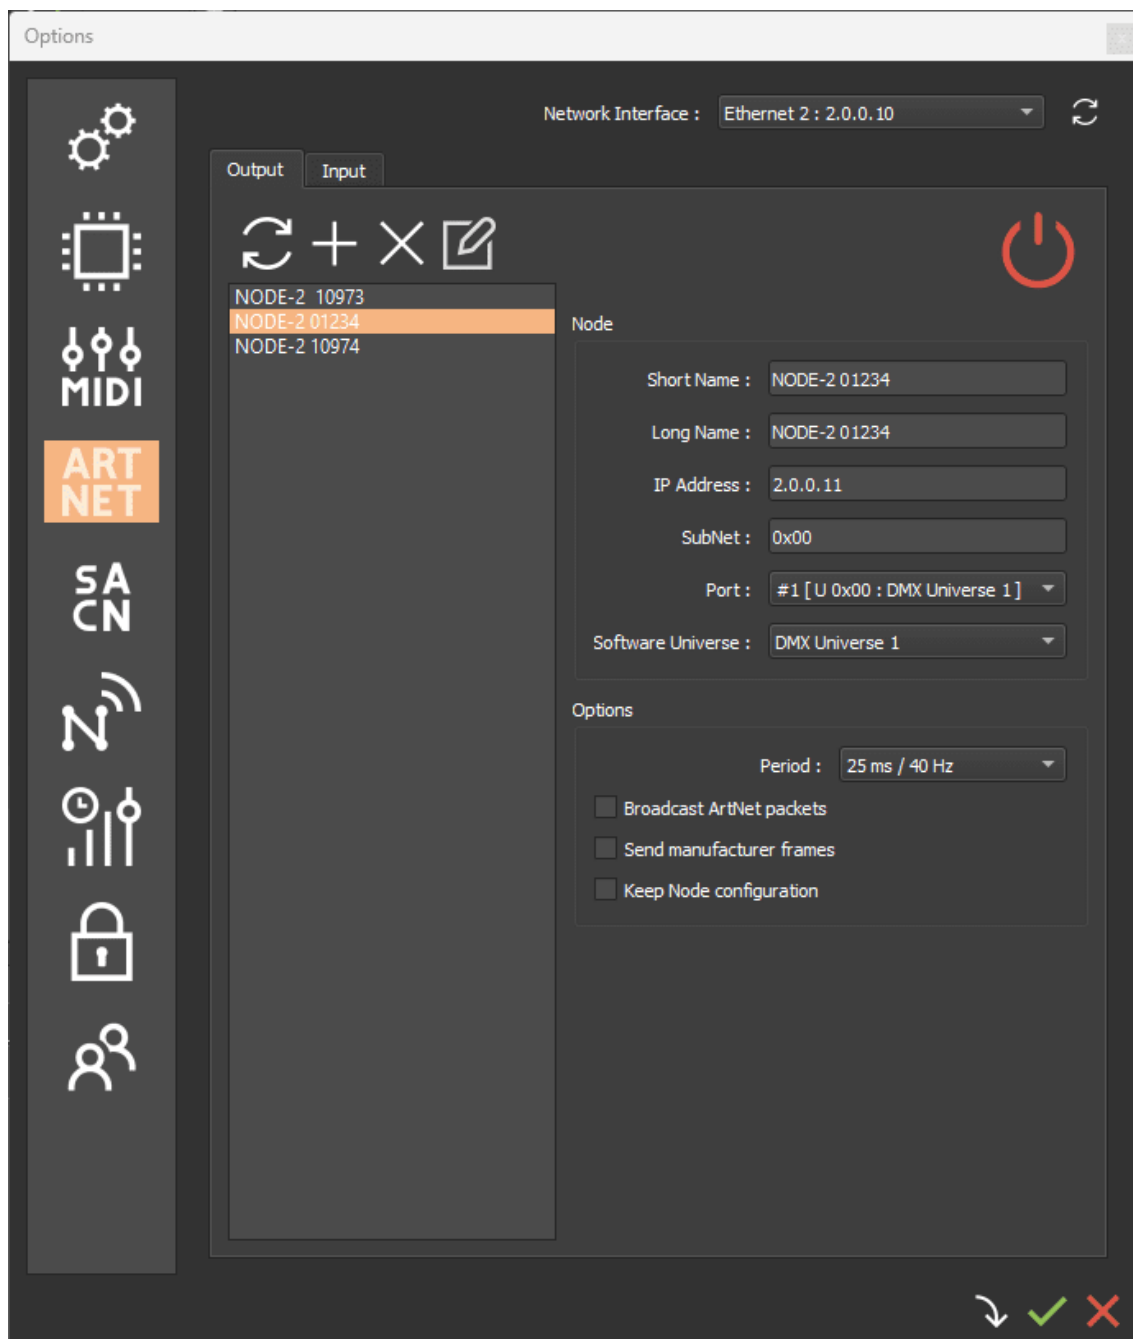 Options
Network Interface : Ethernet 2 : 2.0.0.10
Output Input
NODE-2  10973
NODE-2 01234
NODE-2 10974
MIDI
ART
NET
SA
CN
Node
Short Name : NODE-2 01234
Long Name : NODE-2 01234
IP Address : 2.0.0.11
SubNet : 0x00
Port : #1 [ U 0x00 : DMX Universe 1 ]
Software Universe : DMX Universe 1
Options
Period : 25 ms / 40 Hz
Broadcast ArtNet packets
Send manufacturer frames
Keep Node configuration